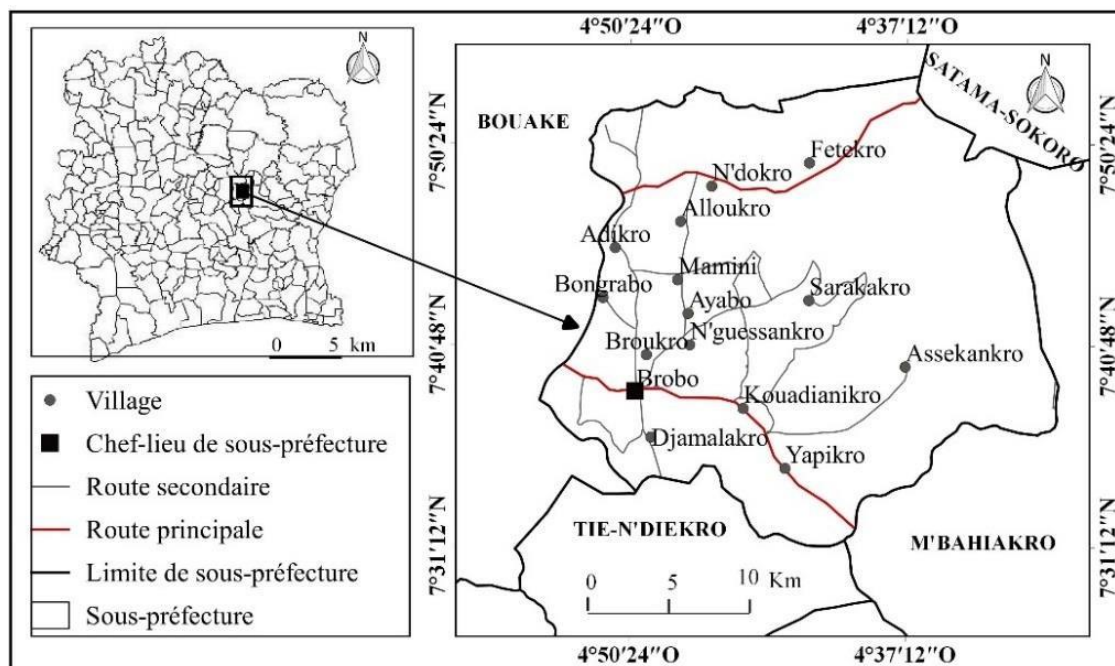 4°50'24''O
4°37'12''O
7°50'24''N
7°40'48''N
7°31'12''N
0 5 km
Village
Chef-lieu de sous-préfecture
Route secondaire
Route principale
Limite de sous-préfecture
Sous-préfecture
BOUAKE
SATAMA-SOKORO
Fetekro
N'dokro
Alloukro
Adikro
Mamini
Bongrabo
Sarakakro
Ayabo
N'guessankro
Broukro
Assekankro
Brobo
Kouadianikro
Djamalakro
Yapikro
TIE-N'DIEKRO
M'BAHIAKRO
0 5 10 Km
7°50'24''N
7°40'48''N
7°31'12''N
4°50'24''O
4°37'12''O